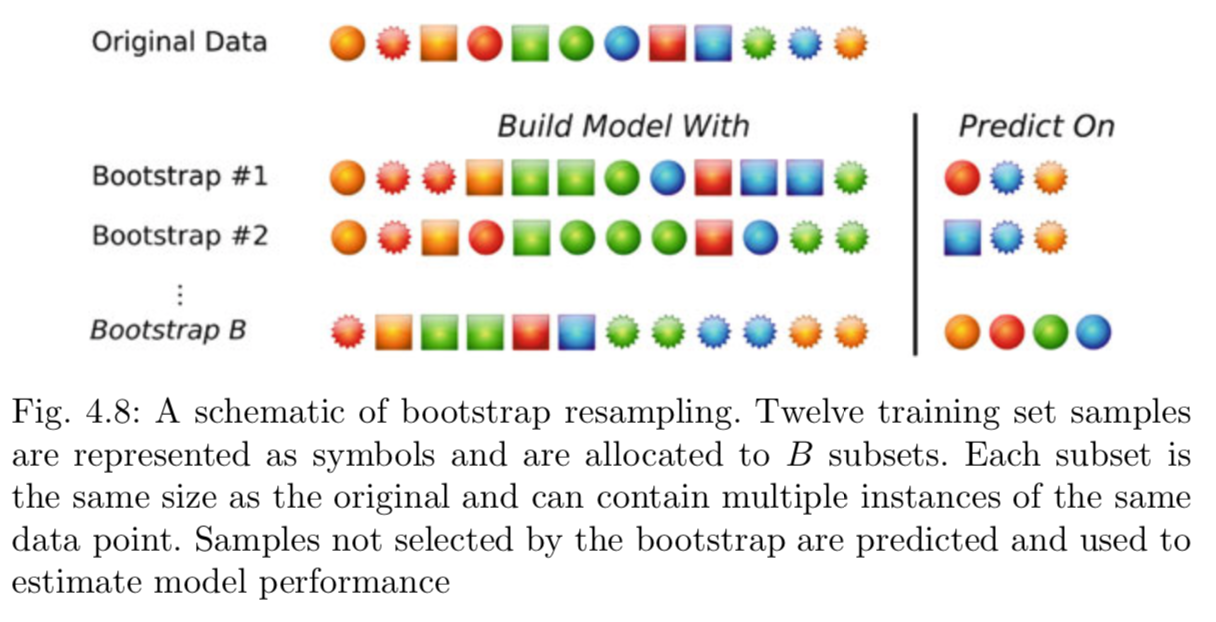 Original Data
Build Model With
Predict On
Bootstrap #1
Bootstrap #2
⋮
Bootstrap B
Fig. 4.8: A schematic of bootstrap resampling. Twelve training set samples
are represented as symbols and are allocated to B subsets. Each subset is
the same size as the original and can contain multiple instances of the same
data point. Samples not selected by the bootstrap are predicted and used to
estimate model performance